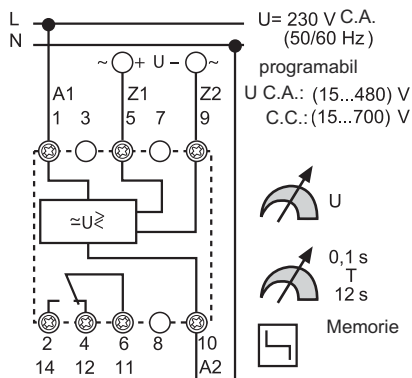 L
U= 230 V C.A.
N
(50/60 Hz)
~ + U - ~
programabil
A1 Z1 Z2
U C.A.: (15...480) V
1 3 5 7 9
C.C.: (15...700) V
≃U≷
U
0,1 s
T
12 s
Memorie
2 4 6 8 10
14 12 11 A2